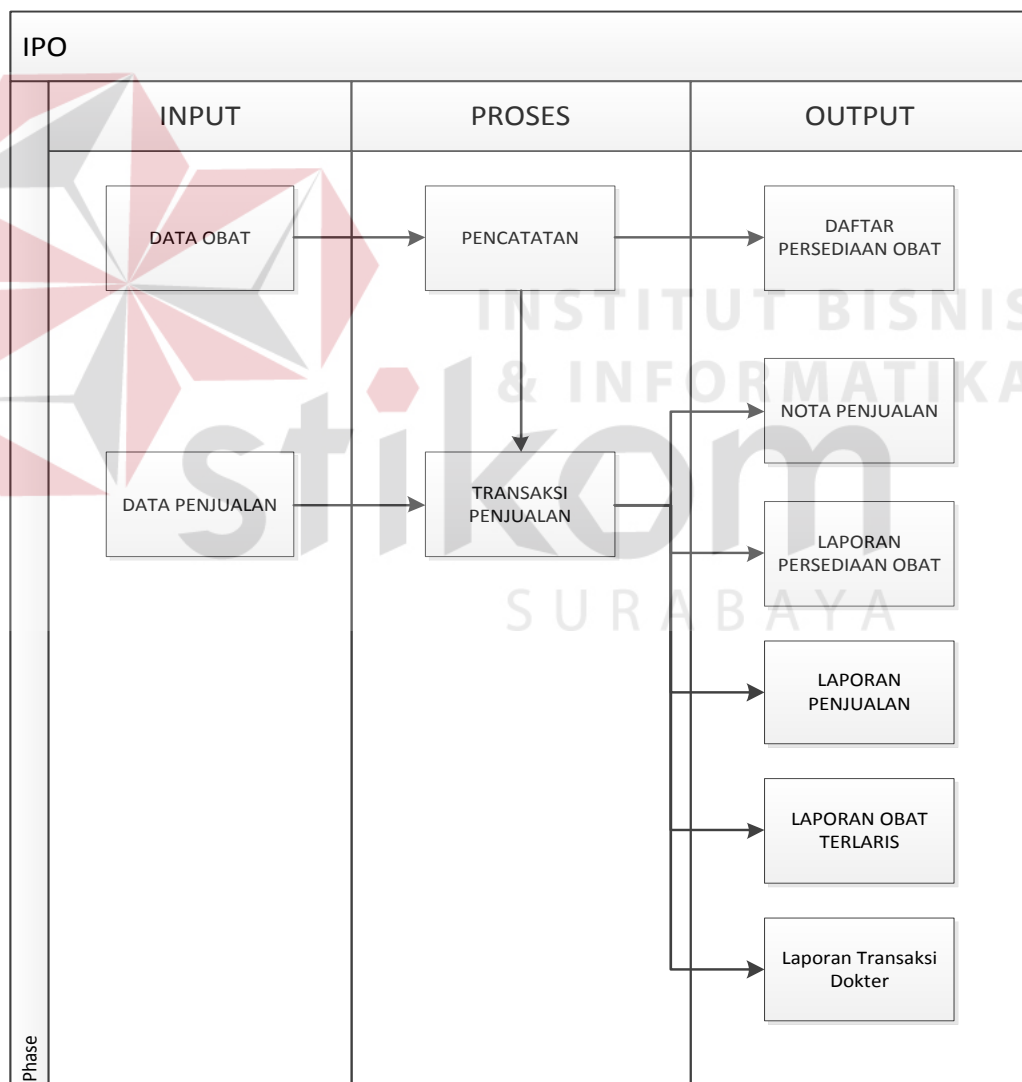 IPO
INPUT
PROSES
OUTPUT
DATA OBAT
PENCATATAN
DAFTAR
PERSEDIAAN OBAT
INSTITUT BISNIS
& INFORMATIKA
NOTA PENJUALAN
stikom
DATA PENJUALAN
TRANSAKSI
PENJUALAN
LAPORAN
PERSEDIAAN OBAT
SURABAYA
LAPORAN
PENJUALAN
LAPORAN OBAT
TERLARIS
Laporan Transaksi
Dokter
Phase